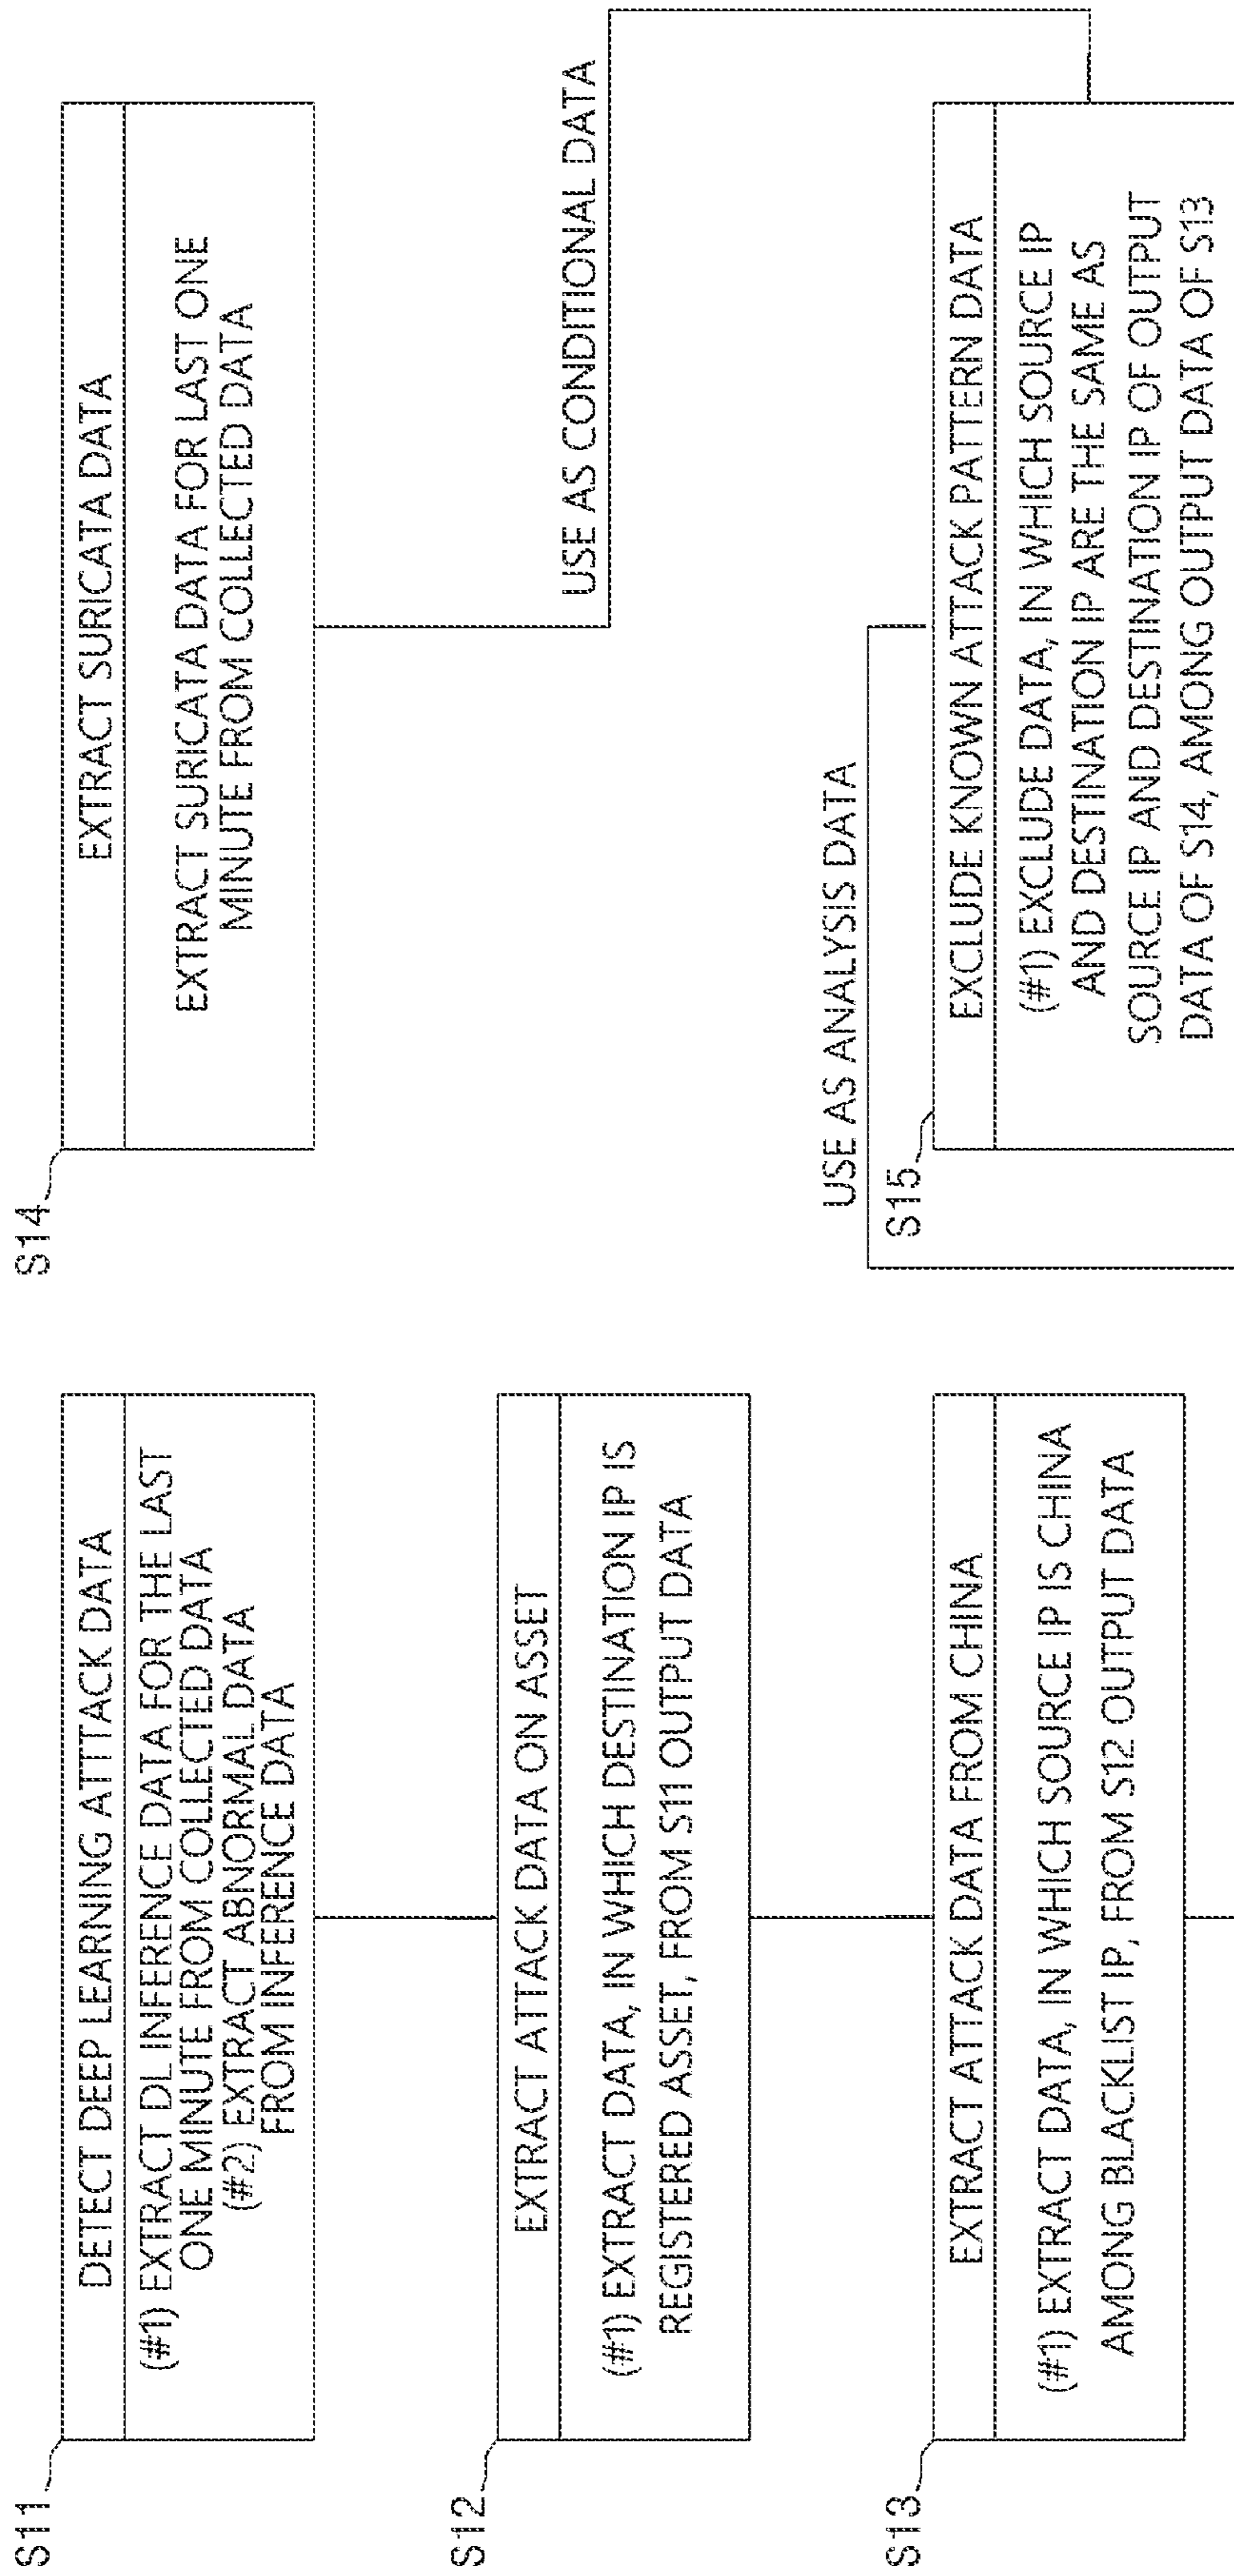 S11
DETECT DEEP LEARNING ATTACK DATA
(#1) EXTRACT DL INFERENCE DATA FOR THE LAST
ONE MINUTE FROM COLLECTED DATA
(#2) EXTRACT ABNORMAL DATA
FROM INFERENCE DATA
S12
EXTRACT ATTACK DATA ON ASSET
(#1) EXTRACT DATA, IN WHICH DESTINATION IP IS
REGISTERED ASSET, FROM S11 OUTPUT DATA
S13
EXTRACT ATTACK DATA FROM CHINA
(#1) EXTRACT DATA, IN WHICH SOURCE IP IS CHINA
AMONG BLACKLIST IP, FROM S12 OUTPUT DATA
S14
EXTRACT SURICATA DATA
EXTRACT SURICATA DATA FOR LAST ONE
MINUTE FROM COLLECTED DATA
USE AS CONDITIONAL DATA
USE AS ANALYSIS DATA
S15
EXCLUDE KNOWN ATTACK PATTERN DATA
(#1) EXCLUDE DATA, IN WHICH SOURCE IP
AND DESTINATION IP ARE THE SAME AS
SOURCE IP AND DESTINATION IP OF OUTPUT
DATA OF S14, AMONG OUTPUT DATA OF S13